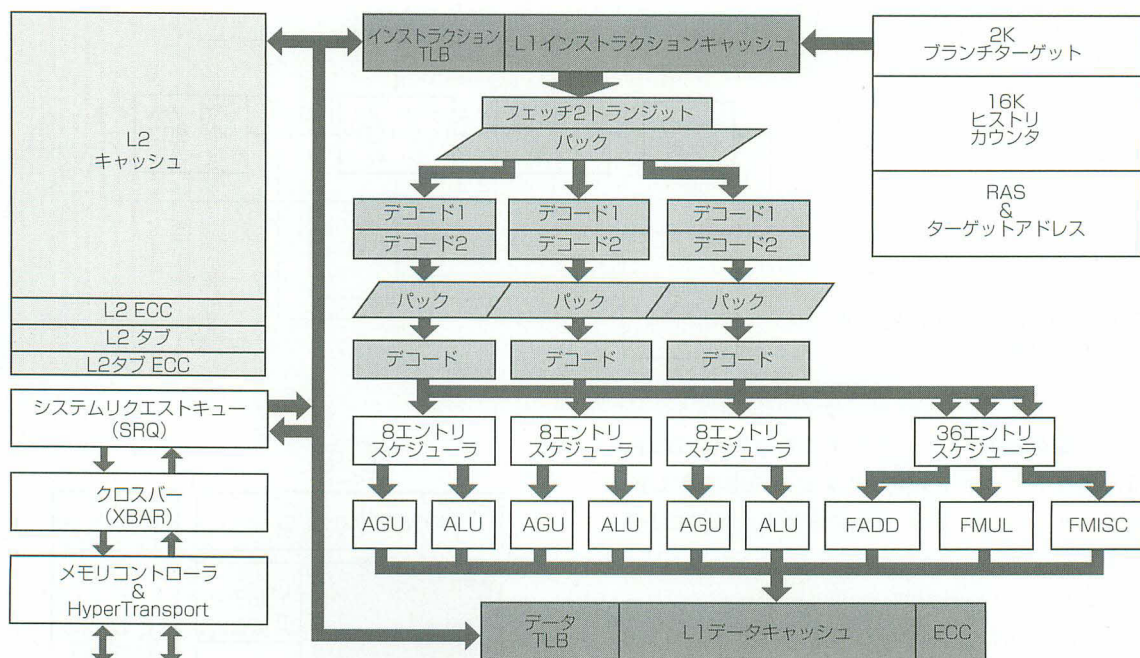 L2
キャッシュ
L2 ECC
L2 タブ
L2タブ ECC
システムリクエストキュー
(SRQ)
クロスバー
(XBAR)
メモリコントローラ
&
HyperTransport
インストラクション
TLB
L1インストラクションキャッシュ
2K
ブランチターゲット
16K
ヒストリ
カウンタ
RAS
&
ターゲットアドレス
フェッチ2トランジット
パック
デコード1
デコード1
デコード1
デコード2
デコード2
デコード2
パック
パック
パック
デコード
デコード
デコード
8エントリ
スケジューラ
8エントリ
スケジューラ
8エントリ
スケジューラ
36エントリ
スケジューラ
AGU
ALU
AGU
ALU
AGU
ALU
FADD
FMUL
FMISC
データ
TLB
L1データキャッシュ
ECC